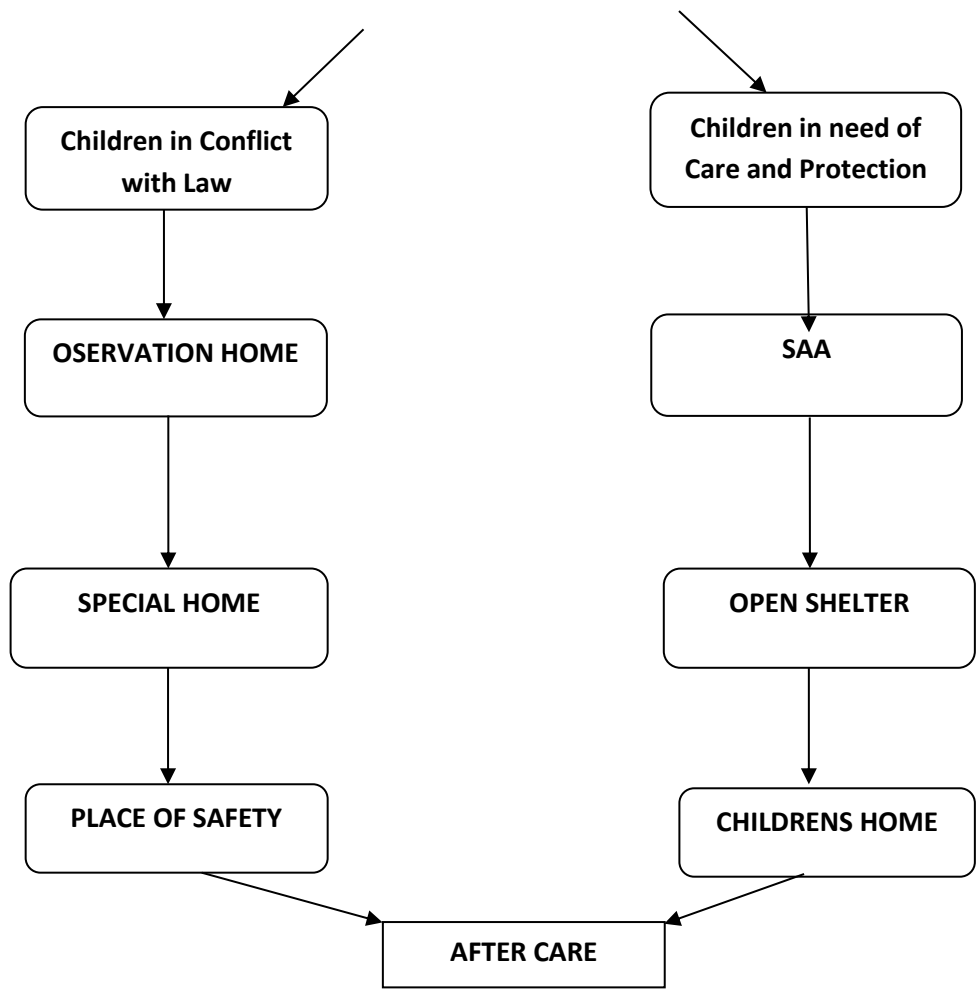 Children in Conflict
with Law
Children in need of
Care and Protection
OSERVATION HOME
SAA
SPECIAL HOME
OPEN SHELTER
PLACE OF SAFETY
CHILDRENS HOME
AFTER CARE